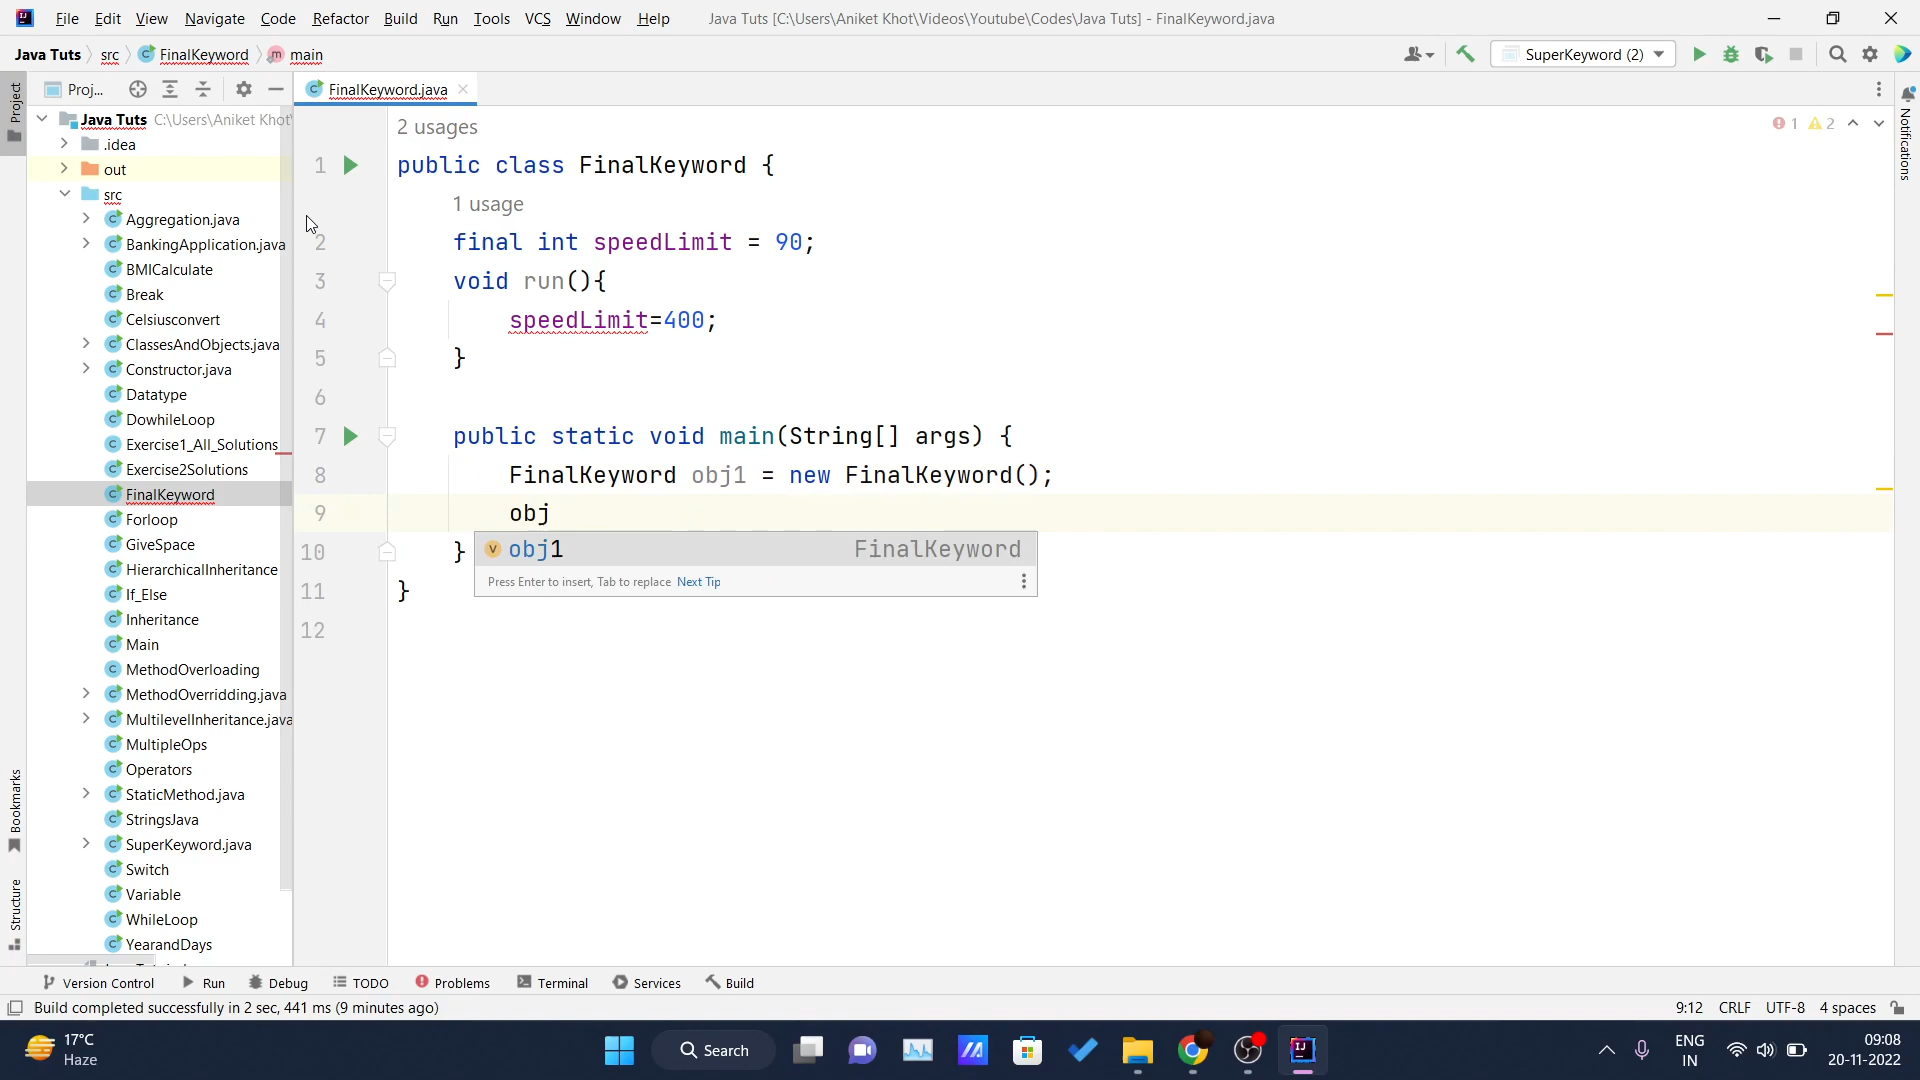 File Edit View Navigate Code Refactor Build Run Tools VCS Window Help Java Tuts [C:\Users\Aniket Khot\Videos\Youtube\Codes\Java Tuts] - FinalKeyword.java
Java Tuts src FinalKeyword main SuperKeyword (2)
Project
Proj...
FinalKeyword.java
Notifications
Java Tuts C:\Users\Aniket Khot\
.idea
out
src
Aggregation.java
BankingApplication.java
BMICalculate
Break
Celsiusconvert
ClassesAndObjects.java
Constructor.java
Datatype
DowhileLoop
Exercise1_All_Solutions
Exercise2Solutions
FinalKeyword
Forloop
GiveSpace
HierarchicalInheritance
If_Else
Inheritance
Main
MethodOverloading
MethodOverridding.java
MultilevelInheritance.java
MultipleOps
Operators
StaticMethod.java
StringsJava
SuperKeyword.java
Switch
Variable
WhileLoop
YearandDays
Bookmarks
Structure
2 usages
1 2
1 public class FinalKeyword {
1 usage
2 final int speedLimit = 90;
3 void run(){
4 speedLimit=400;
5 }
6
7 public static void main(String[] args) {
8 FinalKeyword obj1 = new FinalKeyword();
9 obj
10 }
obj1 FinalKeyword
Press Enter to insert, Tab to replace Next Tip
11 }
12
Version Control Run Debug TODO Problems Terminal Services Build
Build completed successfully in 2 sec, 441 ms (9 minutes ago) 9:12 CRLF UTF-8 4 spaces
17°C
Haze
Search
ENG
IN
09:08
20-11-2022